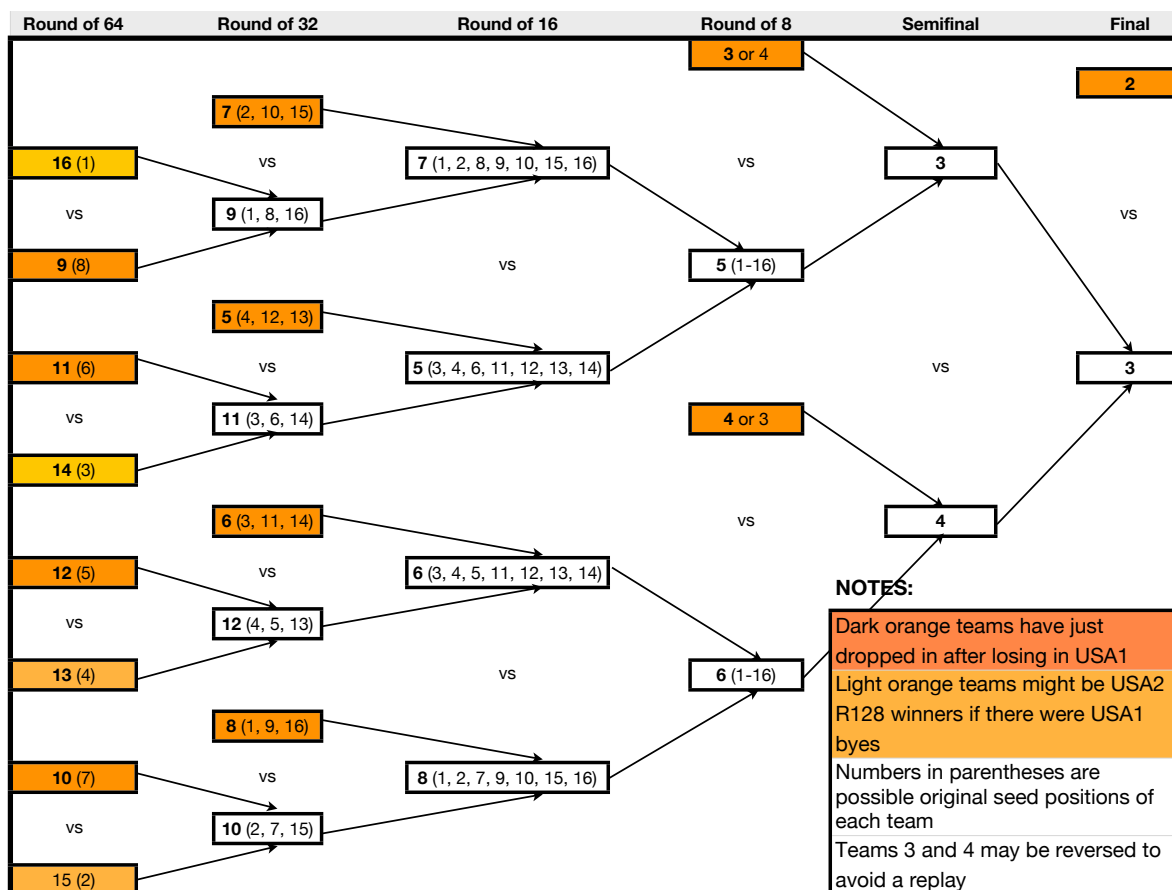 Round of 64 Round of 32 Round of 16 Round of 8 Semifinal Final
3 or 4
2
7 (2, 10, 15)
16 (1) vs 7 (1, 2, 8, 9, 10, 15, 16) vs 3
vs 9 (1, 8, 16) vs
9 (8) vs 5 (1-16)
5 (4, 12, 13)
11 (6) vs 5 (3, 4, 6, 11, 12, 13, 14) vs 3
vs 11 (3, 6, 14) 4 or 3
14 (3)
6 (3, 11, 14) vs 4
12 (5) vs 6 (3, 4, 5, 11, 12, 13, 14)
vs 12 (4, 5, 13)
13 (4) vs 6 (1-16)
8 (1, 9, 16)
10 (7) vs 8 (1, 2, 7, 9, 10, 15, 16)
vs 10 (2, 7, 15)
15 (2)
NOTES:
Dark orange teams have just
dropped in after losing in USA1
Light orange teams might be USA2
R128 winners if there were USA1
byes
Numbers in parentheses are
possible original seed positions of
each team
Teams 3 and 4 may be reversed to
avoid a replay